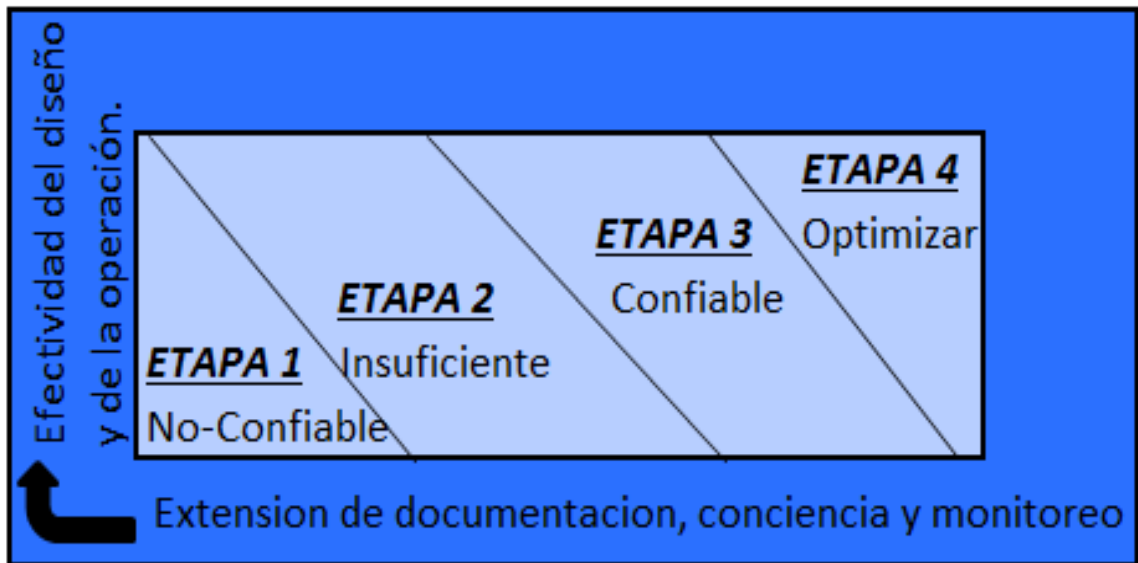 Efectividad del diseño
y de la operación.
ETAPA 1
No-Confiable
ETAPA 2
Insuficiente
ETAPA 3
Confiable
ETAPA 4
Optimizar
Extension de documentacion, conciencia y monitoreo